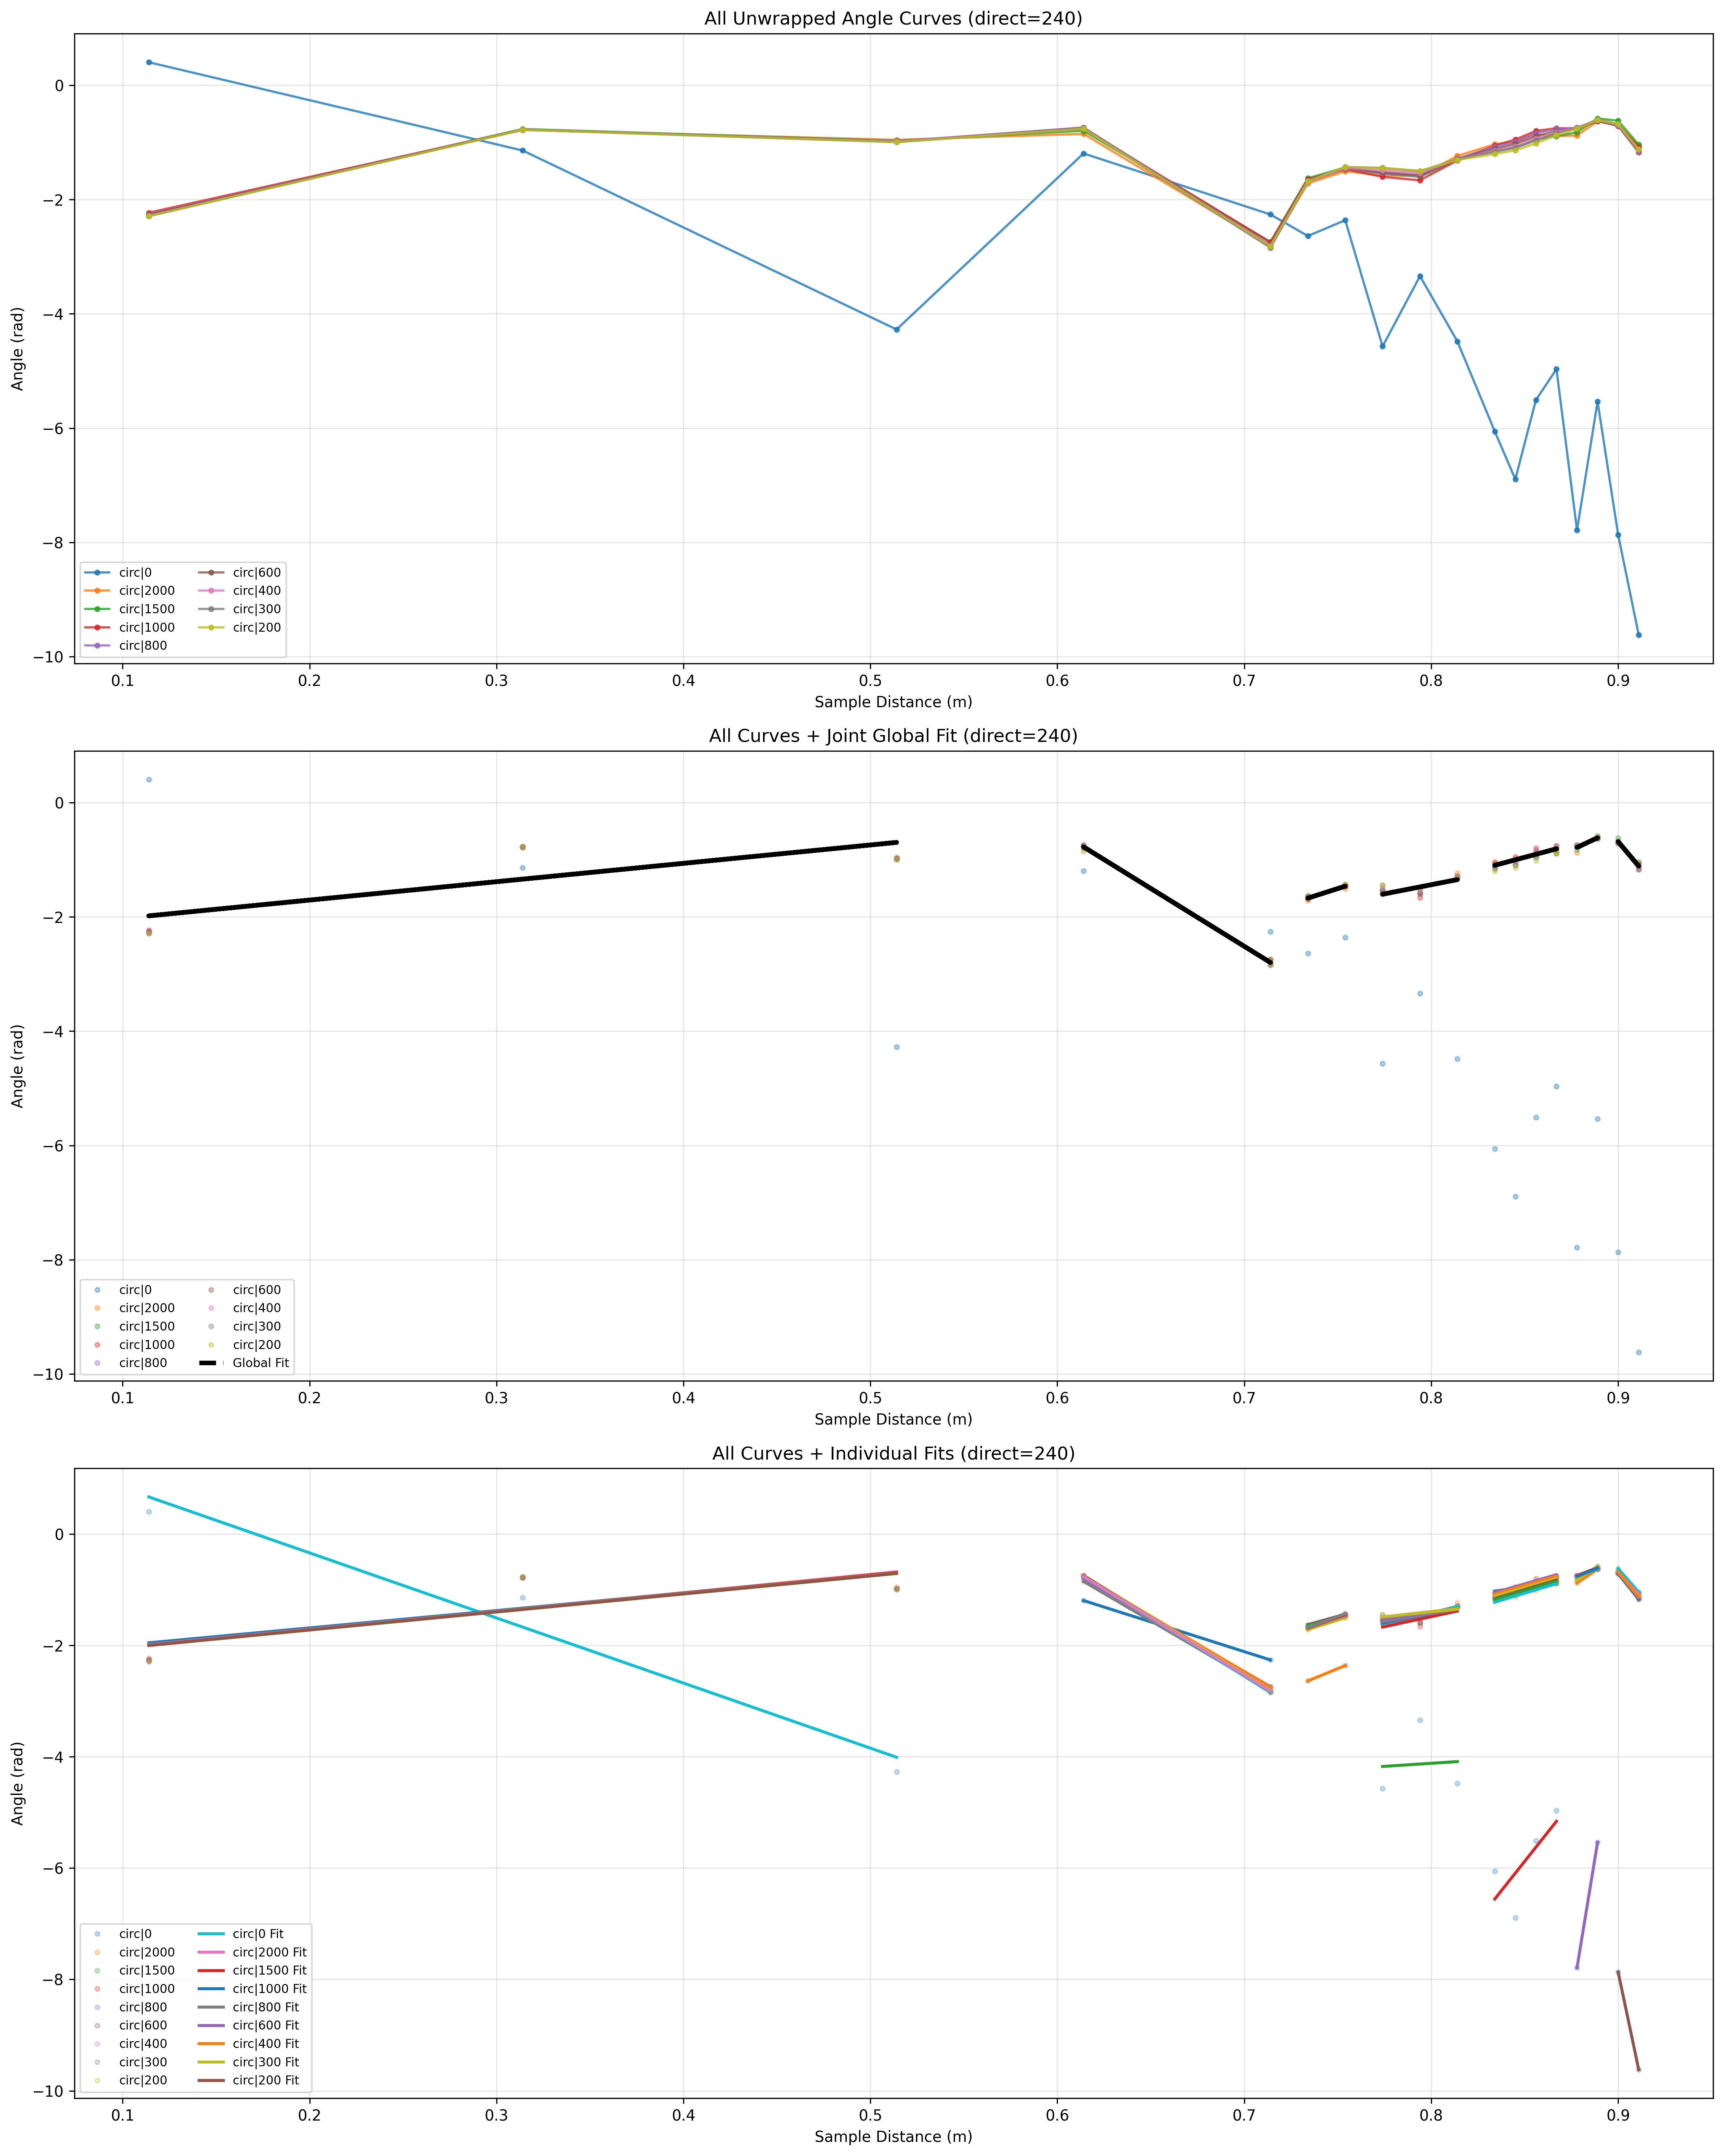 All Unwrapped Angle Curves (direct=240)
Angle (rad)
0
−2
−4
−6
−8
−10
circ|0
circ|2000
circ|1500
circ|1000
circ|800
circ|600
circ|400
circ|300
circ|200
0.1 0.2 0.3 0.4 0.5 0.6 0.7 0.8 0.9
Sample Distance (m)
All Curves + Joint Global Fit (direct=240)
Angle (rad)
0
−2
−4
−6
−8
−10
circ|0
circ|2000
circ|1500
circ|1000
circ|800
circ|600
circ|400
circ|300
circ|200
Global Fit
0.1 0.2 0.3 0.4 0.5 0.6 0.7 0.8 0.9
Sample Distance (m)
All Curves + Individual Fits (direct=240)
Angle (rad)
0
−2
−4
−6
−8
−10
circ|0
circ|2000
circ|1500
circ|1000
circ|800
circ|600
circ|400
circ|300
circ|200
circ|0 Fit
circ|2000 Fit
circ|1500 Fit
circ|1000 Fit
circ|800 Fit
circ|600 Fit
circ|400 Fit
circ|300 Fit
circ|200 Fit
0.1 0.2 0.3 0.4 0.5 0.6 0.7 0.8 0.9
Sample Distance (m)